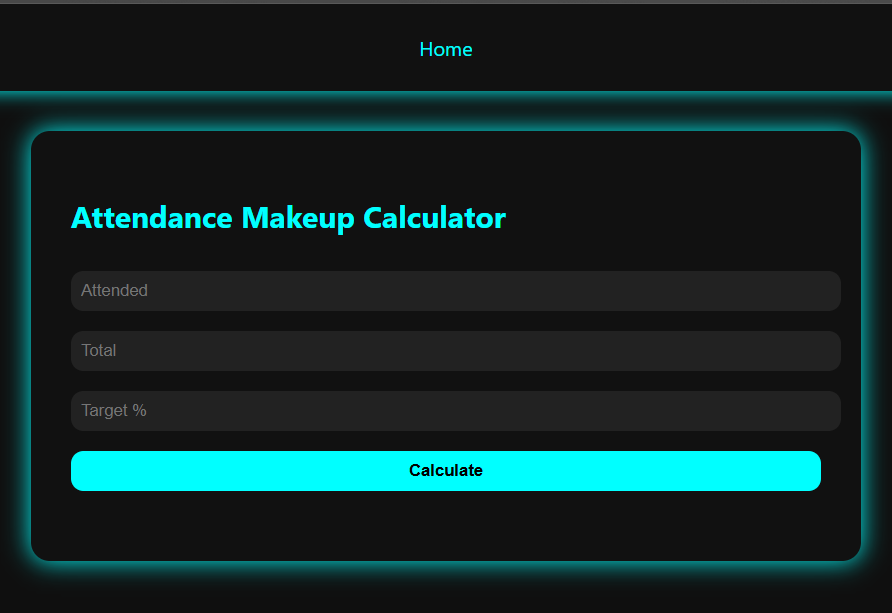 Home
Attendance Makeup Calculator
Attended
Total
Target %
Calculate